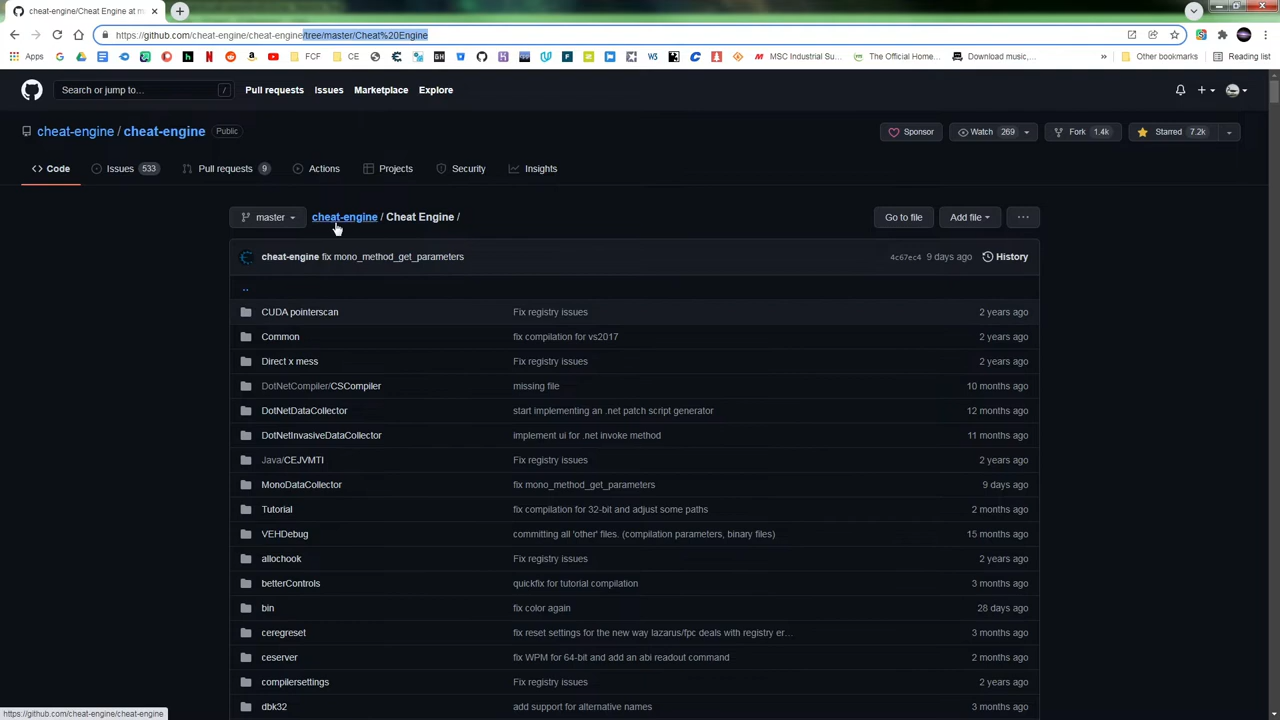 cheat-engine/Cheat Engine at mas
https://github.com/cheat-engine/cheat-engine/tree/master/Cheat%20Engine
Apps
FCF
CE
MSC Industrial Su...
The Official Home...
Download music,...
»
Other bookmarks
Reading list
Search or jump to...
/
Pull requests
Issues
Marketplace
Explore
cheat-engine / cheat-engine
Public
Sponsor
Watch 269
Fork 1.4k
Starred 7.2k
Code
Issues 533
Pull requests 9
Actions
Projects
Security
Insights
master
cheat-engine / Cheat Engine /
Go to file
Add file
...
cheat-engine fix mono_method_get_parameters
4c67ec4 9 days ago
History
..
CUDA pointerscan Fix registry issues 2 years ago
Common fix compilation for vs2017 2 years ago
Direct x mess Fix registry issues 2 years ago
DotNetCompiler/CSCompiler missing file 10 months ago
DotNetDataCollector start implementing an .net patch script generator 12 months ago
DotNetInvasiveDataCollector implement ui for .net invoke method 11 months ago
Java/CEJVMTI Fix registry issues 2 years ago
MonoDataCollector fix mono_method_get_parameters 9 days ago
Tutorial fix compilation for 32-bit and adjust some paths 2 months ago
VEHDebug committing all 'other' files. (compilation parameters, binary files) 15 months ago
allochook Fix registry issues 2 years ago
betterControls quickfix for tutorial compilation 3 months ago
bin fix color again 28 days ago
ceregreset fix reset settings for the new way lazarus/fpc deals with registry er... 3 months ago
ceserver fix WPM for 64-bit and add an abi readout command 2 months ago
compilersettings Fix registry issues 2 years ago
dbk32 add support for alternative names 3 months ago
https://github.com/cheat-engine/cheat-engine